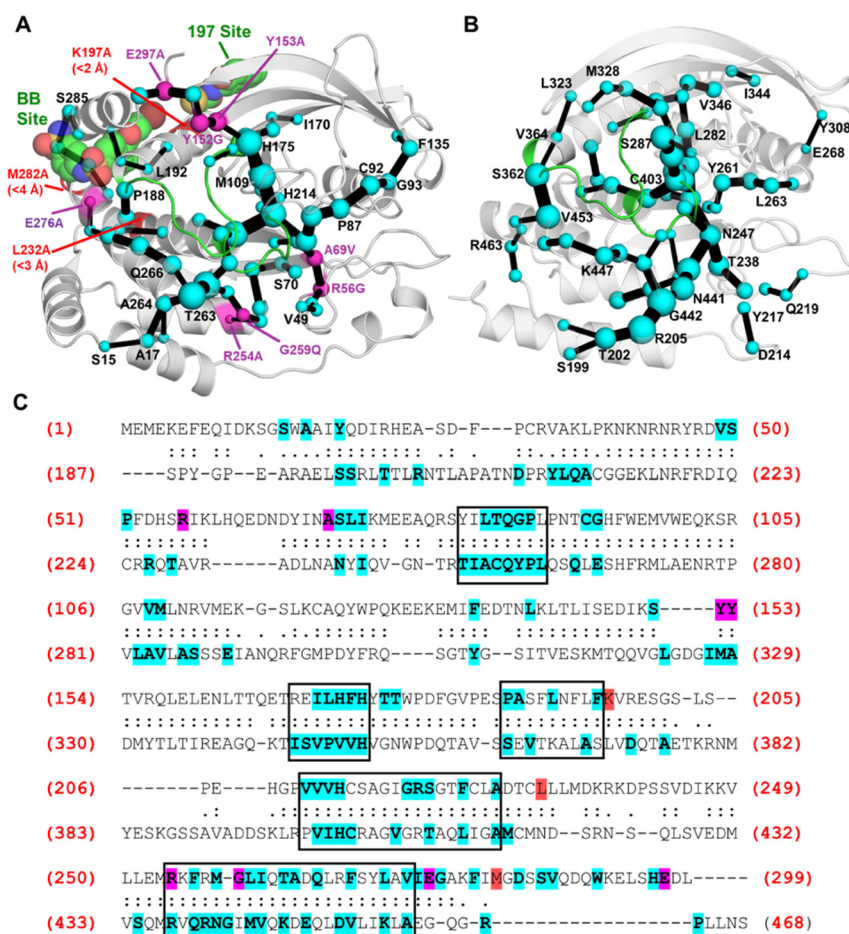 A
197 Site
K197A
(<2 Å)
Y153A
E297A
BB
Site
S285
Y152G
I170
H175
F135
L192
M109
C92
M282A
(<4 Å)
P188
H214
G93
E276A
P87
L232A
(<3 Å)
A69V
Q266
S70
R56G
A264
T263
V49
S15
A17
R254A
G259Q
B
L323
M328
V346
I344
V364
S287
L282
Y308
E268
S362
C403
Y261
L263
V453
R463
N247
K447
T238
N441
Q219
G442
Y217
R205
S199
T202
D214
C
(1) MEMEKEFEQIDKSGSWAAIYQDIRHEA-SD-F--PCRVAKLPKNKNRNRYRDVS (50)
(187) ----SPY-GP--E-ARAELSSRLTTLRNTLAPATNDPRYLQACGGEKLNRFRDIQ (223)
(51) PFDHSRIKLHQEDNDYINASLIKMEEAQRSYILTQGPLPNTCGHFWEMVWEQKSR (105)
(224) CRRQTAVR------ADLNANYIQV-GN-TRTIACQYPLQSQLESHFRMLAENRTP (280)
(106) GVVMLNRVMEK-G-SLKCAQYWPQKEEKEMIFEDTNLKLTLISEDIKS-----YY (153)
(281) VLAVLASSSEIANQRFGMPDYFRQ----SGTYG--SITVESKMTQQVGLGDGIMA (329)
(154) TVRQLELENLTTQETREILHFHYTTWPDFGVPESPASFLNFLFKVRESGS-LS-- (205)
(330) DMYTLTIREAGQ-KTISVPVVHVGNWPDQTAV--SSEVTKALASLVDQTAETKRNM (382)
(206) -------PE---HGPVVVHCSAGIGRSGTFCLADTCLLLMDKRKDPSSVDIKKV (249)
(383) YESKGSSAVADDSKLRPVIHCRAGVGRTAQLIGAMCMND---SRN-S--QLSVEDM (432)
(250) LLEMRKFRM-GLIQTADQLRFSYLAVIEGAKFIMGDSSVQDQWKELSHEDL---- (299)
(433) VSQMRVQRNGIMVQKDEQLDVLIKLAEG-QG-R------------------PLLNS (468)